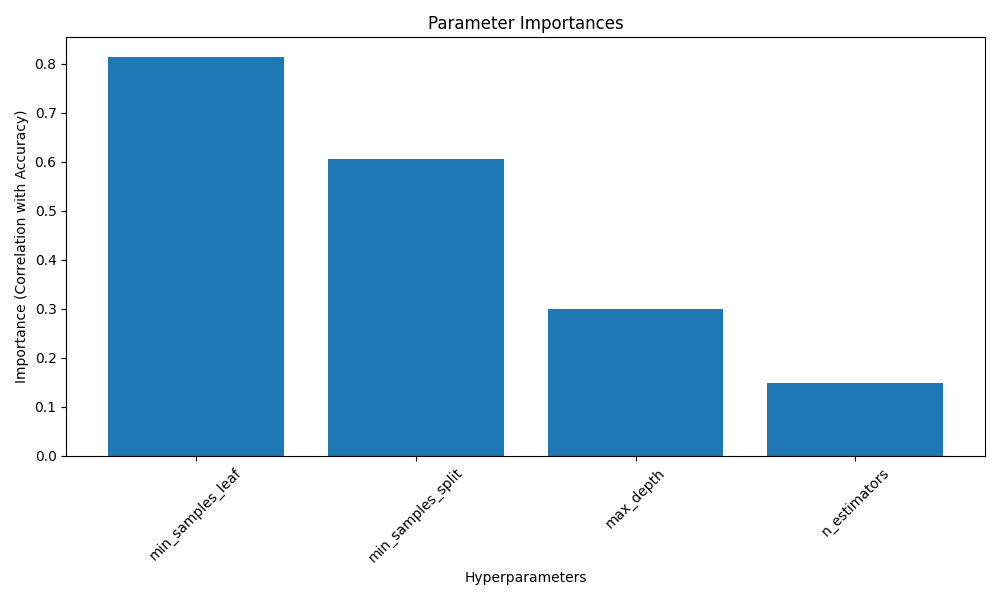 Parameter Importances
Importance (Correlation with Accuracy)
0.8
0.7
0.6
0.5
0.4
0.3
0.2
0.1
0.0
min_samples_leaf
min_samples_split
max_depth
n_estimators
Hyperparameters